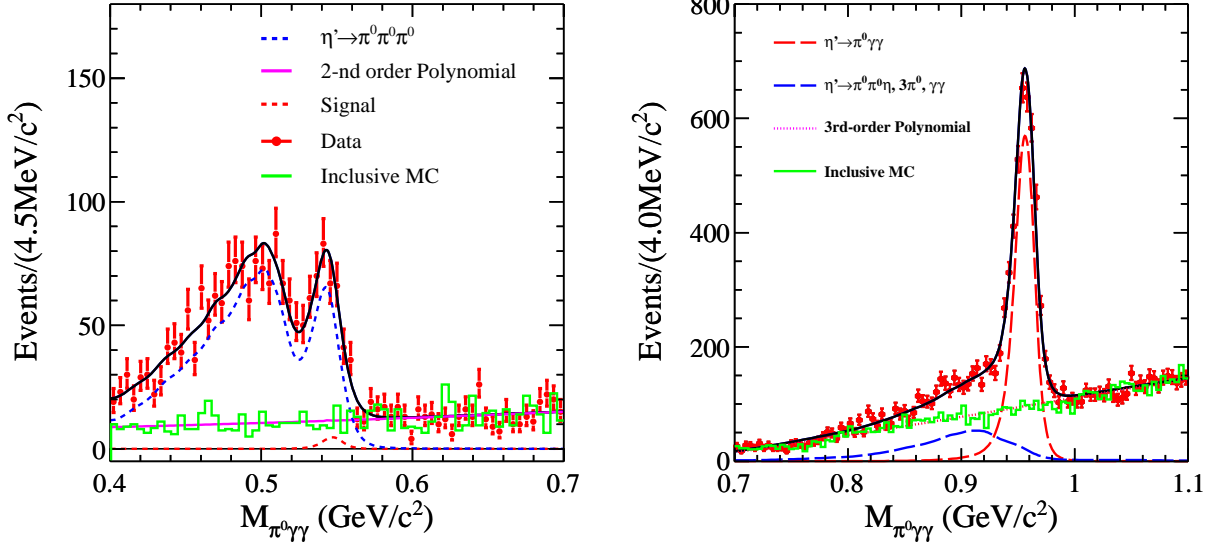 Events/(4.5MeV/c²)
150
100
50
0
η'→π⁰π⁰π⁰
2-nd order Polynomial
Signal
Data
Inclusive MC
0.4 0.5 0.6 0.7
M_π⁰γγ (GeV/c²)
Events/(4.0MeV/c²)
800
600
400
200
0
η'→π⁰γγ
η'→π⁰π⁰η, 3π⁰, γγ
3rd-order Polynomial
Inclusive MC
0.7 0.8 0.9 1 1.1
M_π⁰γγ (GeV/c²)